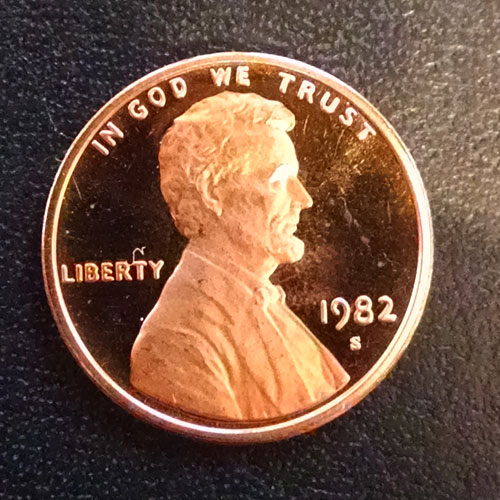 IN GOD WE TRUST
LIBERTY
1982
S